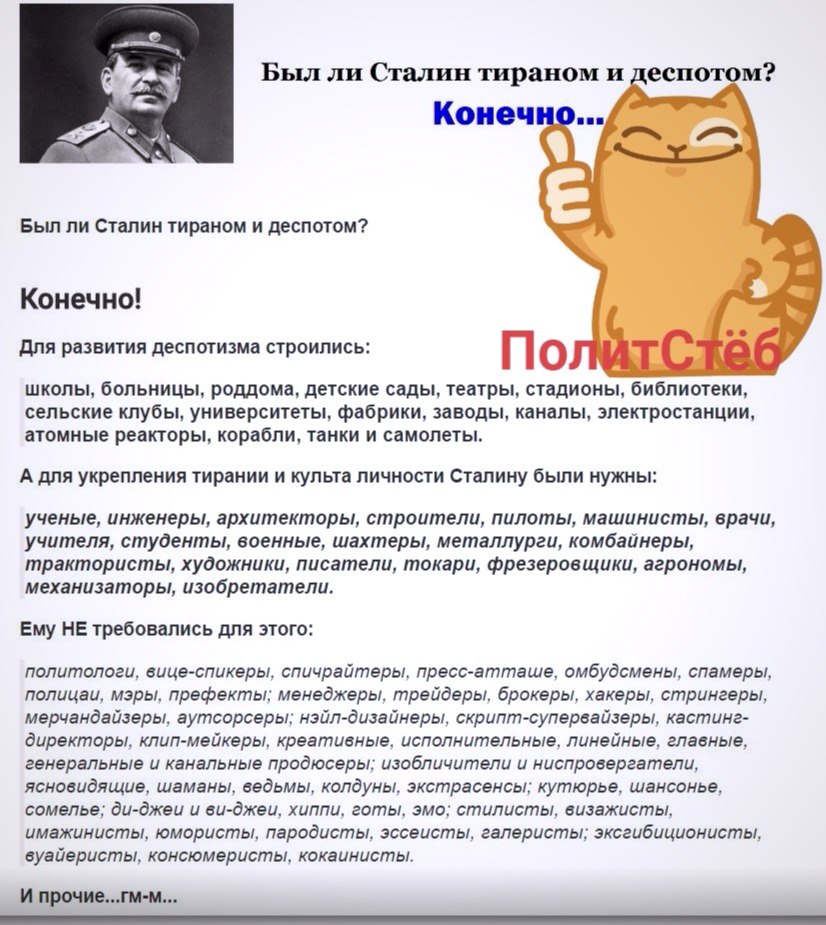 Был ли Сталин тираном и деспотом?
Конечно...
Был ли Сталин тираном и деспотом?
Конечно!
ПолитСтёб
Для развития деспотизма строились:
школы, больницы, роддома, детские сады, театры, стадионы, библиотеки,
сельские клубы, университеты, фабрики, заводы, каналы, электростанции,
атомные реакторы, корабли, танки и самолеты.
А для укрепления тирании и культа личности Сталину были нужны:
ученые, инженеры, архитекторы, строители, пилоты, машинисты, врачи,
учителя, студенты, военные, шахтеры, металлурги, комбайнеры,
трактористы, художники, писатели, токари, фрезеровщики, агрономы,
механизаторы, изобретатели.
Ему НЕ требовались для этого:
политологи, вице-спикеры, спичрайтеры, пресс-атташе, омбудсмены, спамеры,
полицаи, мэры, префекты; менеджеры, трейдеры, брокеры, хакеры, стрингеры,
мерчандайзеры, аутсорсеры; нэйл-дизайнеры, скрипт-супервайзеры, кастинг-
директоры, клип-мейкеры, креативные, исполнительные, линейные, главные,
генеральные и канальные продюсеры; изобличители и ниспровергатели,
ясновидящие, шаманы, ведьмы, колдуны, экстрасенсы; кутюрье, шансонье,
сомелье; ди-джеи и ви-джеи, хиппи, готы, эмо; стилисты, визажисты,
имажинисты, юмористы, пародисты, эссеисты, галеристы; эксгибиционисты,
вуайеристы, консюмеристы, кокаинисты.
И прочие...гм-м...